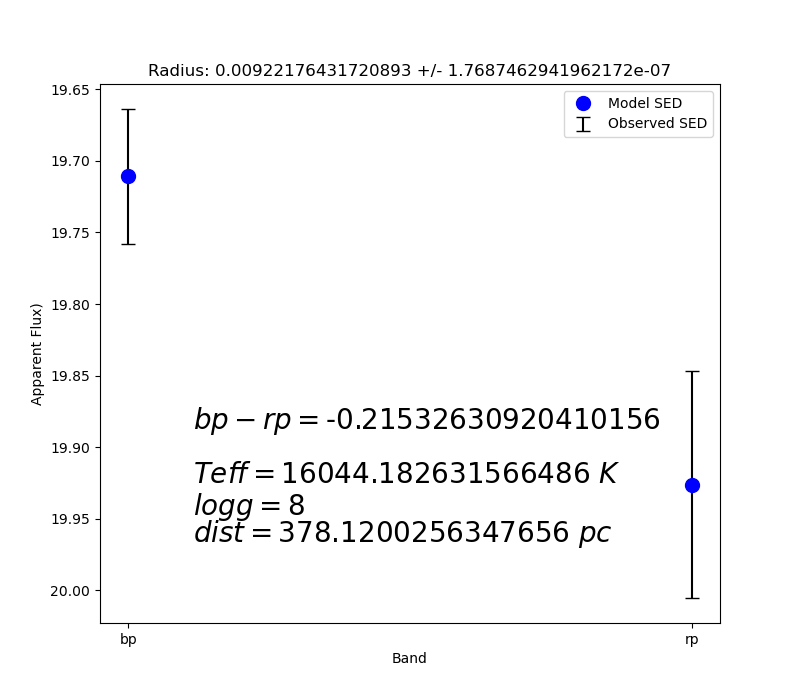 Radius: 0.00922176431720893 +/- 1.7687462941962172e-07
Model SED
Observed SED
Apparent Flux)
19.65
19.70
19.75
19.80
19.85
19.90
19.95
20.00
bp − rp = -0.21532630920410156
Teff = 16044.182631566486 K
logg = 8
dist = 378.1200256347656 pc
bp
rp
Band